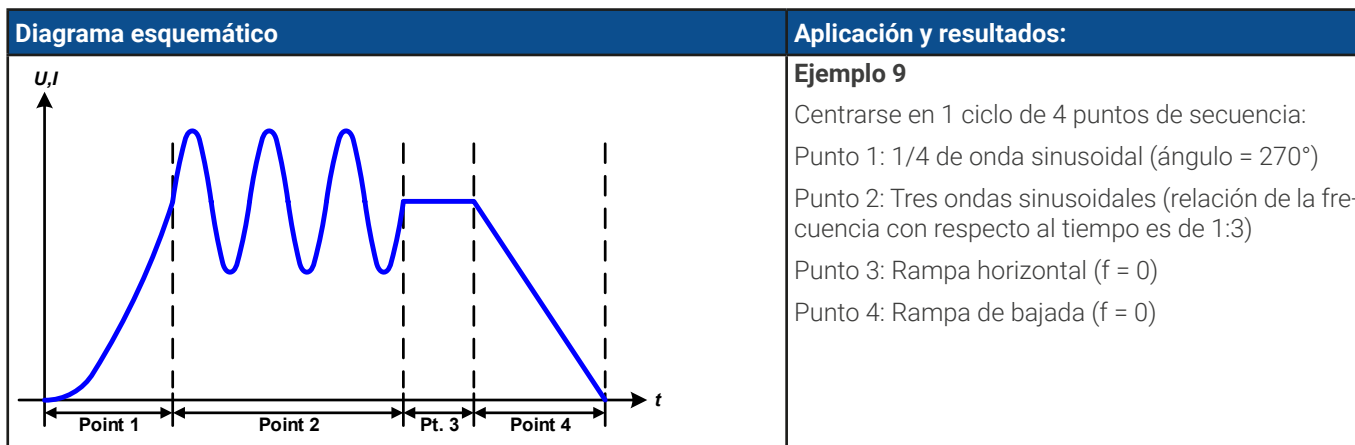 Diagrama esquemático
Aplicación y resultados:
U,I
t
Point 1
Point 2
Pt. 3
Point 4
Ejemplo 9
Centrarse en 1 ciclo de 4 puntos de secuencia:
Punto 1: 1/4 de onda sinusoidal (ángulo = 270°)
Punto 2: Tres ondas sinusoidales (relación de la fre-
cuencia con respecto al tiempo es de 1:3)
Punto 3: Rampa horizontal (f = 0)
Punto 4: Rampa de bajada (f = 0)